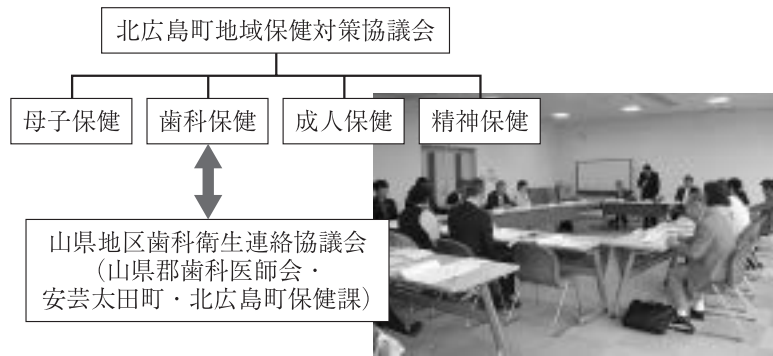 北広島町地域保健対策協議会
母子保健
歯科保健
成人保健
精神保健
山県地区歯科衛生連絡協議会
（山県郡歯科医師会・
安芸太田町・北広島町保健課）